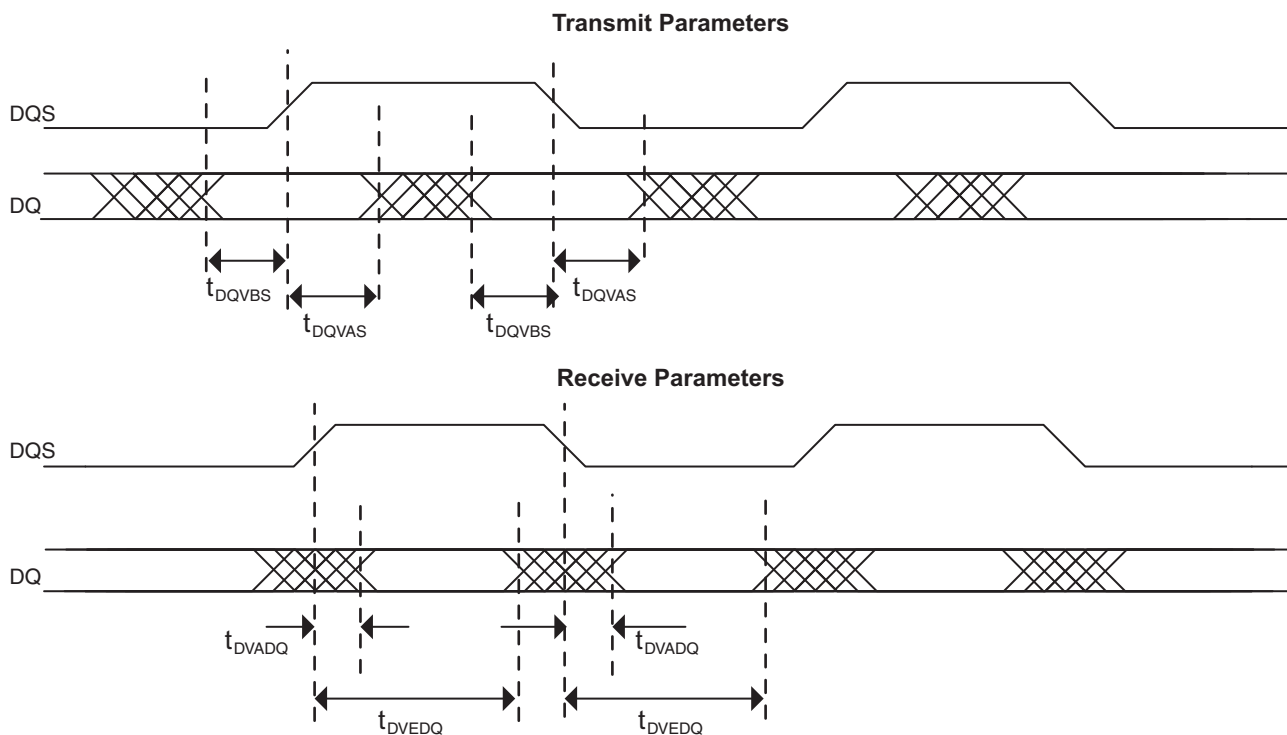 Transmit Parameters
DQS
DQ
tDQVBS
tDQVAS
tDQVAS
tDQVBS
Receive Parameters
DQS
DQ
tDVADQ
tDVADQ
tDVEDQ
tDVEDQ